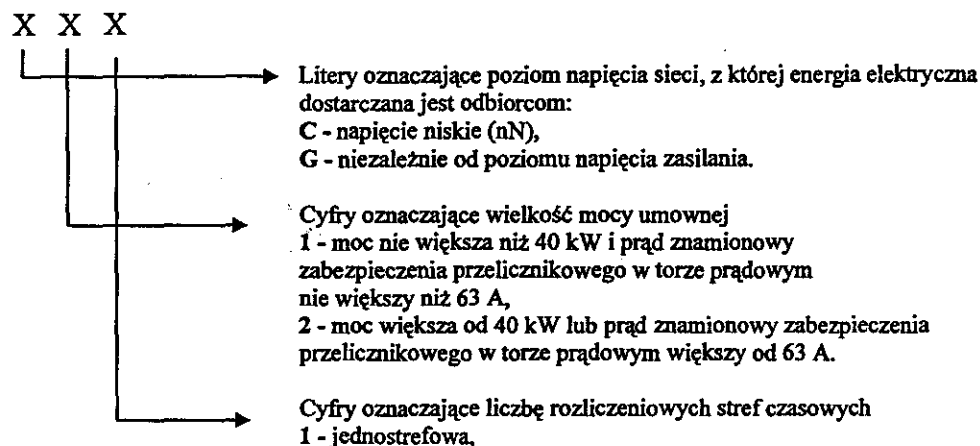 X X X
Litery oznaczające poziom napięcia sieci, z której energia elektryczna
dostarczana jest odbiorcom:
C - napięcie niskie (nN),
G - niezależnie od poziomu napięcia zasilania.
Cyfry oznaczające wielkość mocy umownej
1 - moc nie większa niż 40 kW i prąd znamionowy
zabezpieczenia przelicznikowego w torze prądowym
nie większy niż 63 A,
2 - moc większa od 40 kW lub prąd znamionowy zabezpieczenia
przelicznikowego w torze prądowym większy od 63 A.
Cyfry oznaczające liczbę rozliczeniowych stref czasowych
1 - jednostrefowa,